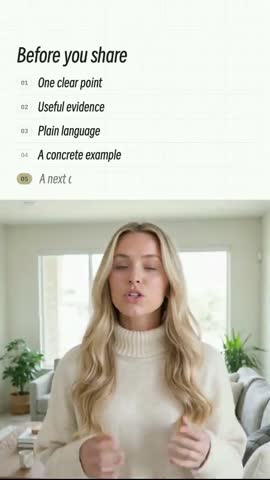 Before you share
01 One clear point
02 Useful evidence
03 Plain language
04 A concrete example
05 A next c